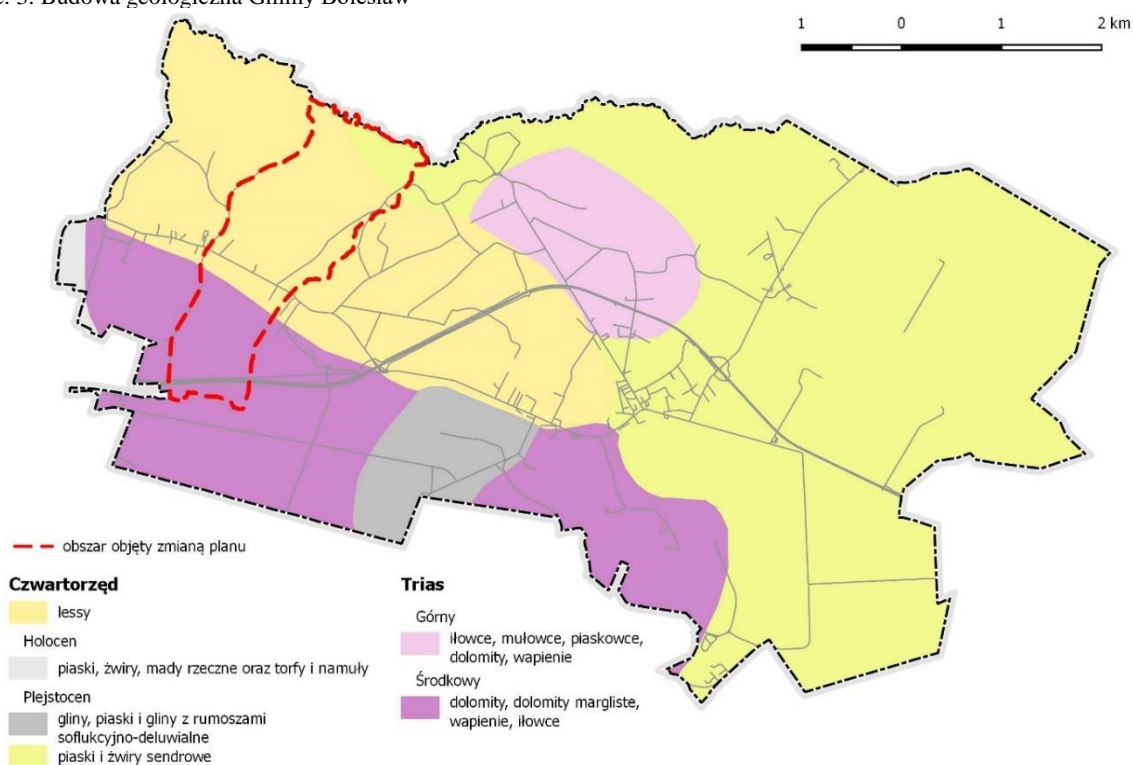 c. 3. Budowa geologiczna Gminy Bolesław
1 0 1 2 km
obszar objęty zmianą planu
Czwartorzęd
lessy
Holocen
piaski, żwiry, mady rzeczne oraz torfy i namuły
Plejstocen
gliny, piaski i gliny z rumoszami
soflukcyjno-deluwialne
piaski i żwiry sendrowe
Trias
Górny
iłowce, mułowce, piaskowce,
dolomity, wapienie
Środkowy
dolomity, dolomity margliste,
wapienie, iłowce